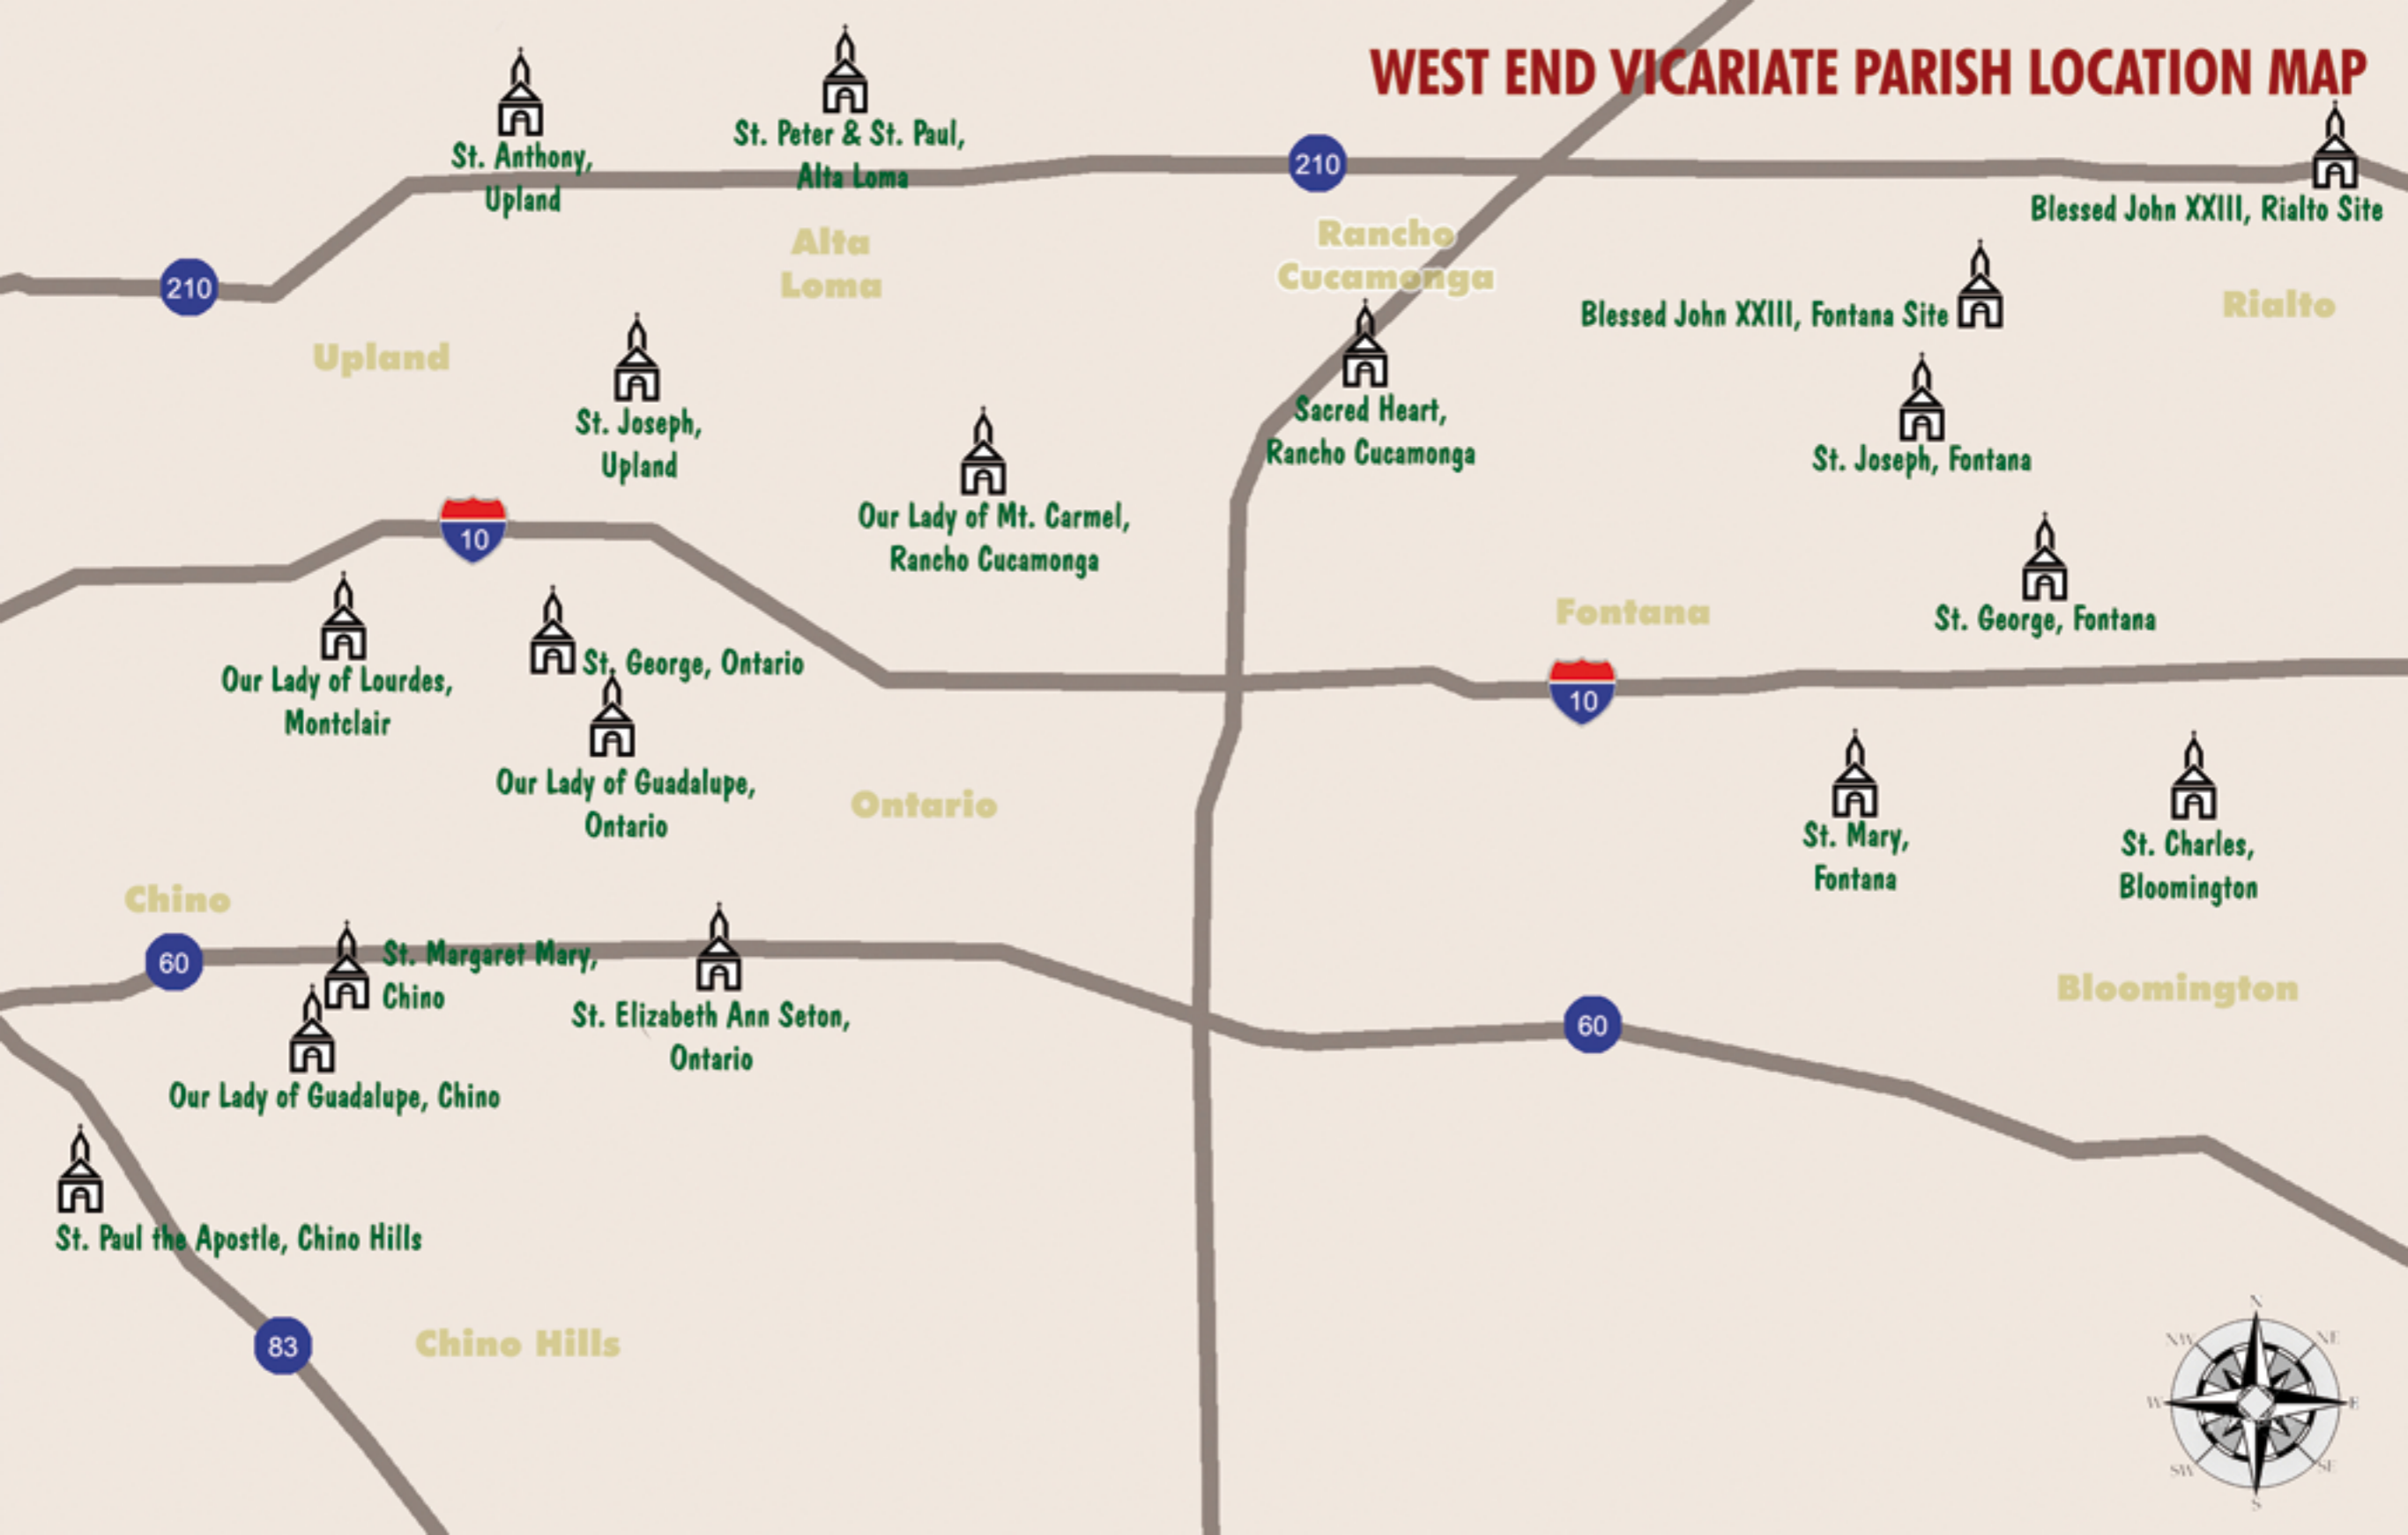 WEST END VICARIATE PARISH LOCATION MAP
St. Anthony,
Upland
St. Peter & St. Paul,
Alta Loma
210
Blessed John XXIII, Rialto Site
210
Alta
Loma
Rancho
Cucamonga
Blessed John XXIII, Fontana Site
Rialto
Upland
St. Joseph,
Upland
Sacred Heart,
Rancho Cucamonga
St. Joseph, Fontana
10
Our Lady of Mt. Carmel,
Rancho Cucamonga
Fontana
St. George, Fontana
Our Lady of Lourdes,
Montclair
St. George, Ontario
10
Our Lady of Guadalupe,
Ontario
Ontario
St. Mary,
Fontana
St. Charles,
Bloomington
Chino
60
St. Margaret Mary,
Chino
St. Elizabeth Ann Seton,
Ontario
60
Bloomington
Our Lady of Guadalupe, Chino
St. Paul the Apostle, Chino Hills
83
Chino Hills
N
NW
NE
W
E
SW
SE
S